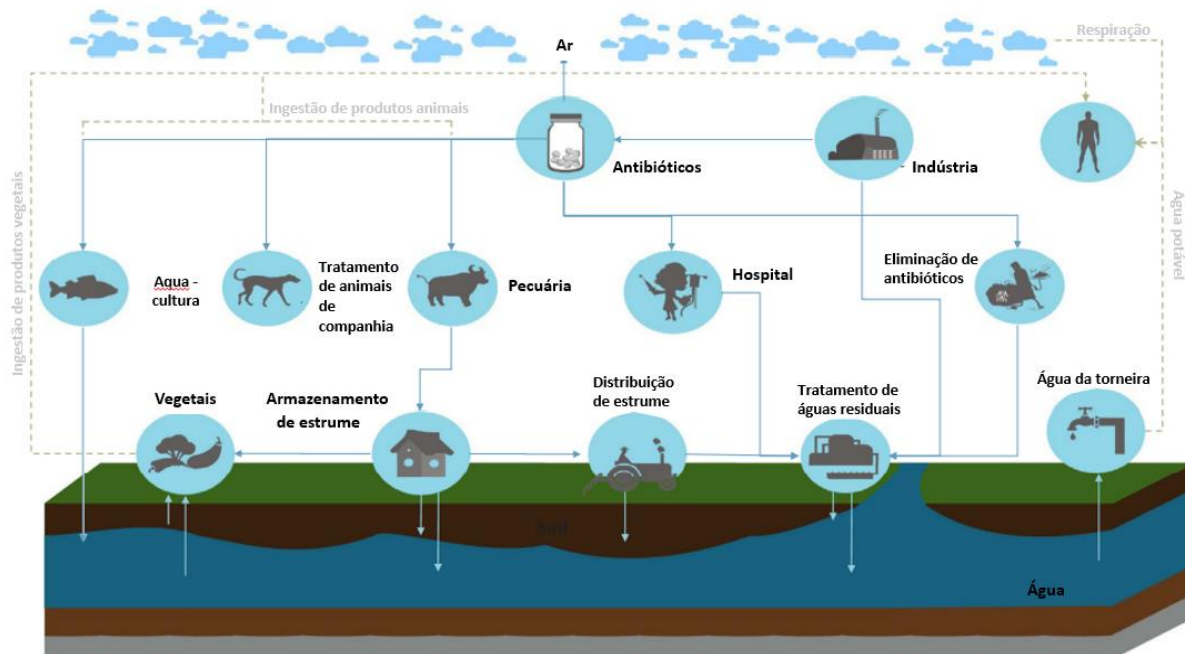 Ar
Respiração
Ingestão de produtos animais
Antibióticos
Indústria
Ingestão de produtos vegetais
Agua potável
Aqua -
cultura
Tratamento
de animais
de
companhia
Pecuária
Hospital
Eliminação de
antibióticos
Vegetais
Armazenamento
de estrume
Distribuição
de estrume
Tratamento de
águas residuais
Água da torneira
Soil
Água